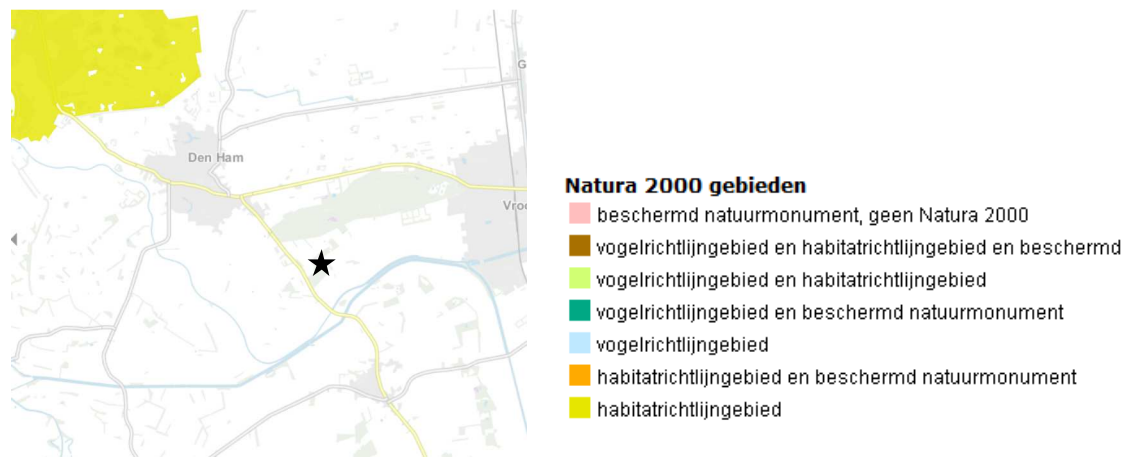 G
Den Ham
Vroo
Natura 2000 gebieden
beschermd natuurmonument, geen Natura 2000
vogelrichtlijngebied en habitatrichtlijngebied en beschermd
vogelrichtlijngebied en habitatrichtlijngebied
vogelrichtlijngebied en beschermd natuurmonument
vogelrichtlijngebied
habitatrichtlijngebied en beschermd natuurmonument
habitatrichtlijngebied